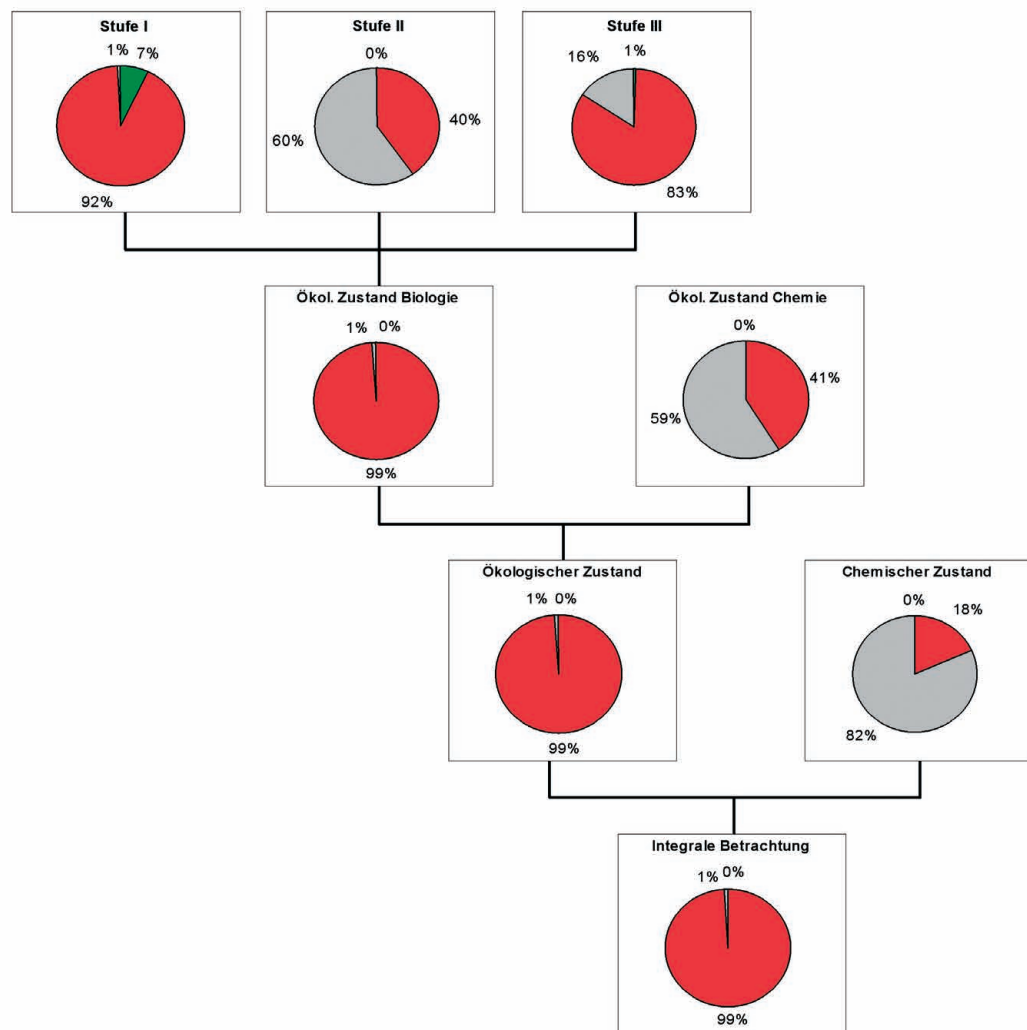 Stufe I
1% 7%
92%
Stufe II
0%
40%
60%
Stufe III
16% 1%
83%
Ökol. Zustand Biologie
1% 0%
99%
Ökol. Zustand Chemie
0%
41%
59%
Ökologischer Zustand
1% 0%
99%
Chemischer Zustand
0% 18%
82%
Integrale Betrachtung
1% 0%
99%